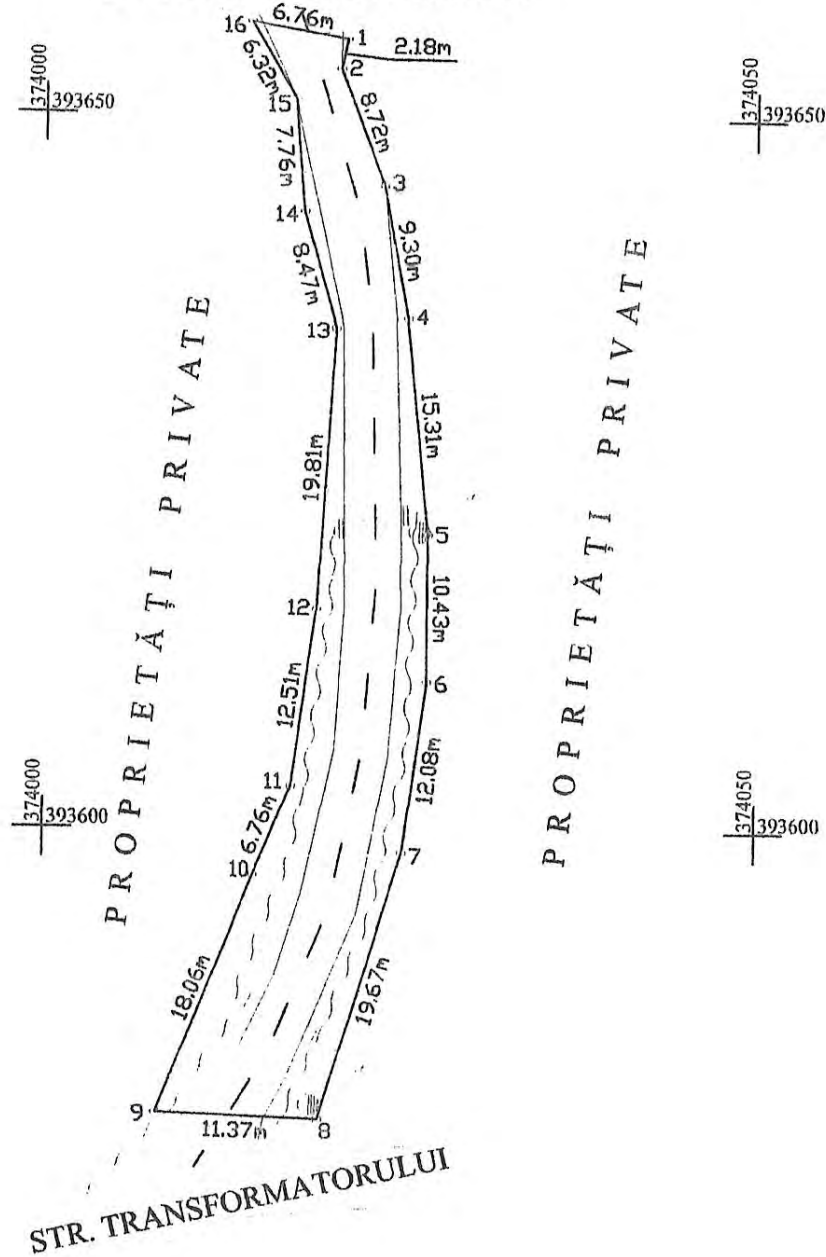 6.76m
16
1
2.18m
2
6.32m
15
374000
393650
374050
393650
8.72m
7.76m
3
14
9.30m
8.47m
13
4
PROPRIETĂȚI PRIVATE
PROPRIETĂȚI PRIVATE
15.31m
19.81m
5
12
10.43m
6
12.51m
12.08m
11
374000
393600
374050
393600
6.76m
10
7
18.06m
19.67m
9
11.37m
8
STR. TRANSFORMATORULUI